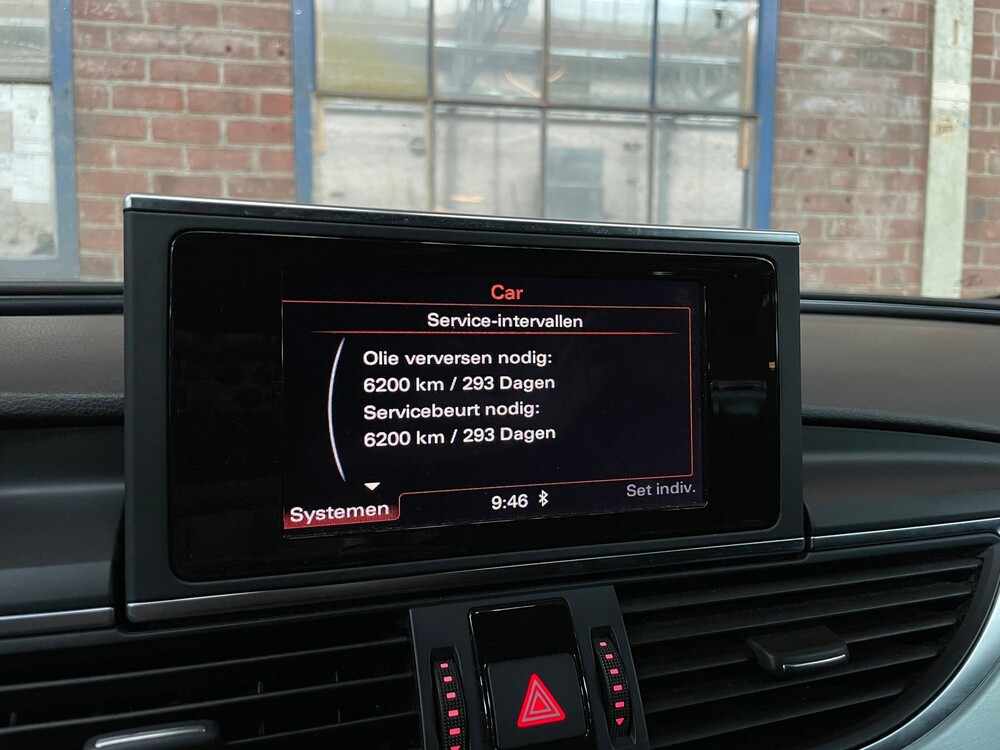 Car
Service-intervallen
Olie verversen nodig:
6200 km / 293 Dagen
Servicebeurt nodig:
6200 km / 293 Dagen
Systemen
9:46
Set indiv.